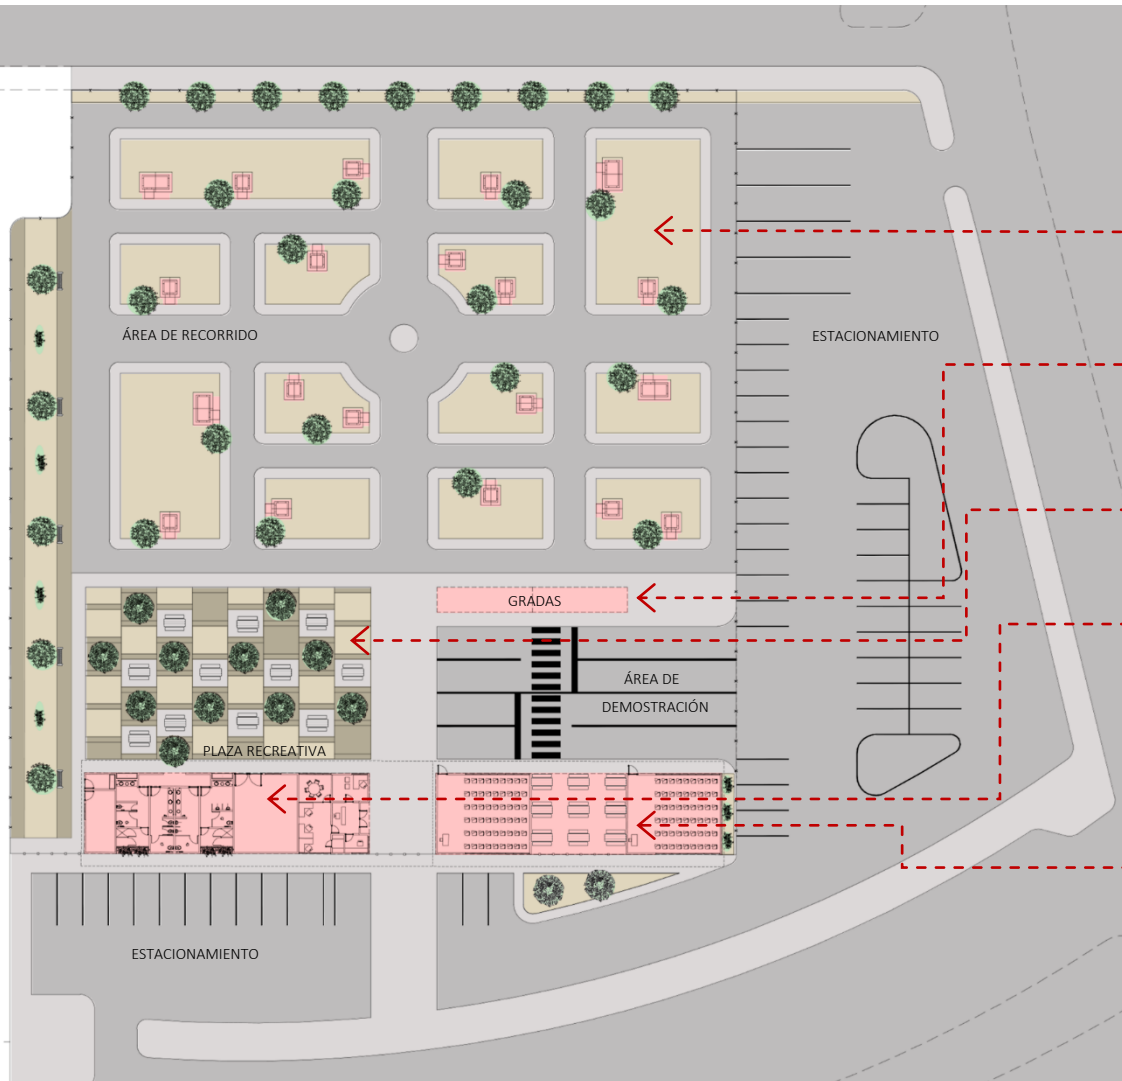 ÁREA DE RECORRIDO
ESTACIONAMIENTO
GRADAS
ÁREA DE
DEMOSTRACIÓN
PLAZA RECREATIVA
ESTACIONAMIENTO